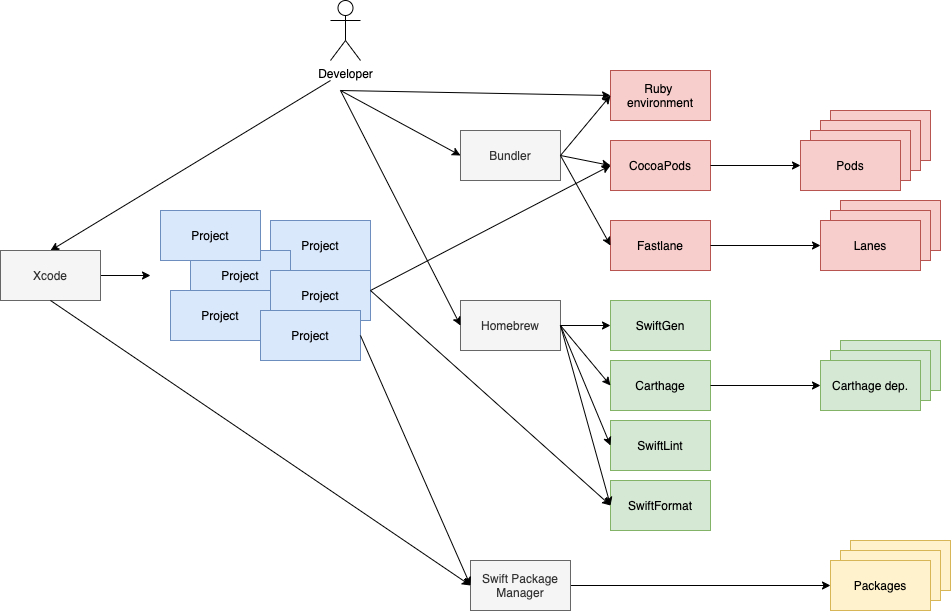 Developer
Ruby
environment
Bundler
CocoaPods
Pods
Project
Project
Fastlane
Lanes
Xcode
Project
Project
Project
Project
Homebrew
SwiftGen
Carthage
Carthage dep.
SwiftLint
SwiftFormat
Swift Package
Manager
Packages